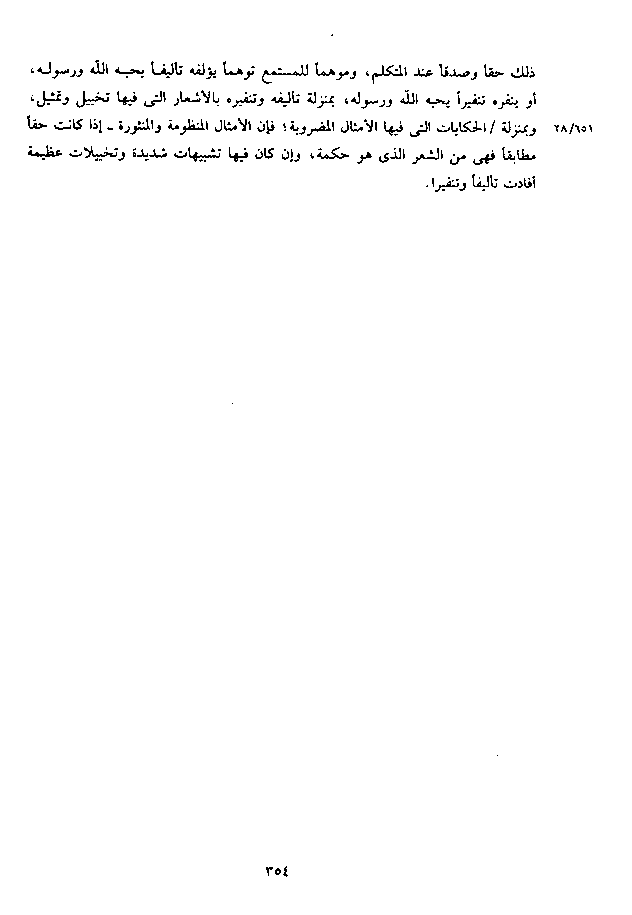 ذلك حقا وصدقا عند المتكلم، وموهماً للمستمع توهماً يؤلفه تأليفاً يحبه الله ورسوله،
أو ينفره تنفيراً يحبه الله ورسوله، بمنزلة تأليفه وتنفيره بالأشعار التى فيها تخييل وتمثيل،
٢٨/٦٥١ وبمنزلة / الحكايات التى فيها الأمثال المضروبة؛ فإن الأمثال المنظومة والمنثورة ـ إذا كانت حقاً
مطابقاً فهى من الشعر الذى هو حكمة، وإن كان فيها تشبيهات شديدة وتخييلات عظيمة
أفادت تأليفاً وتنفيرا.
٣٥٤